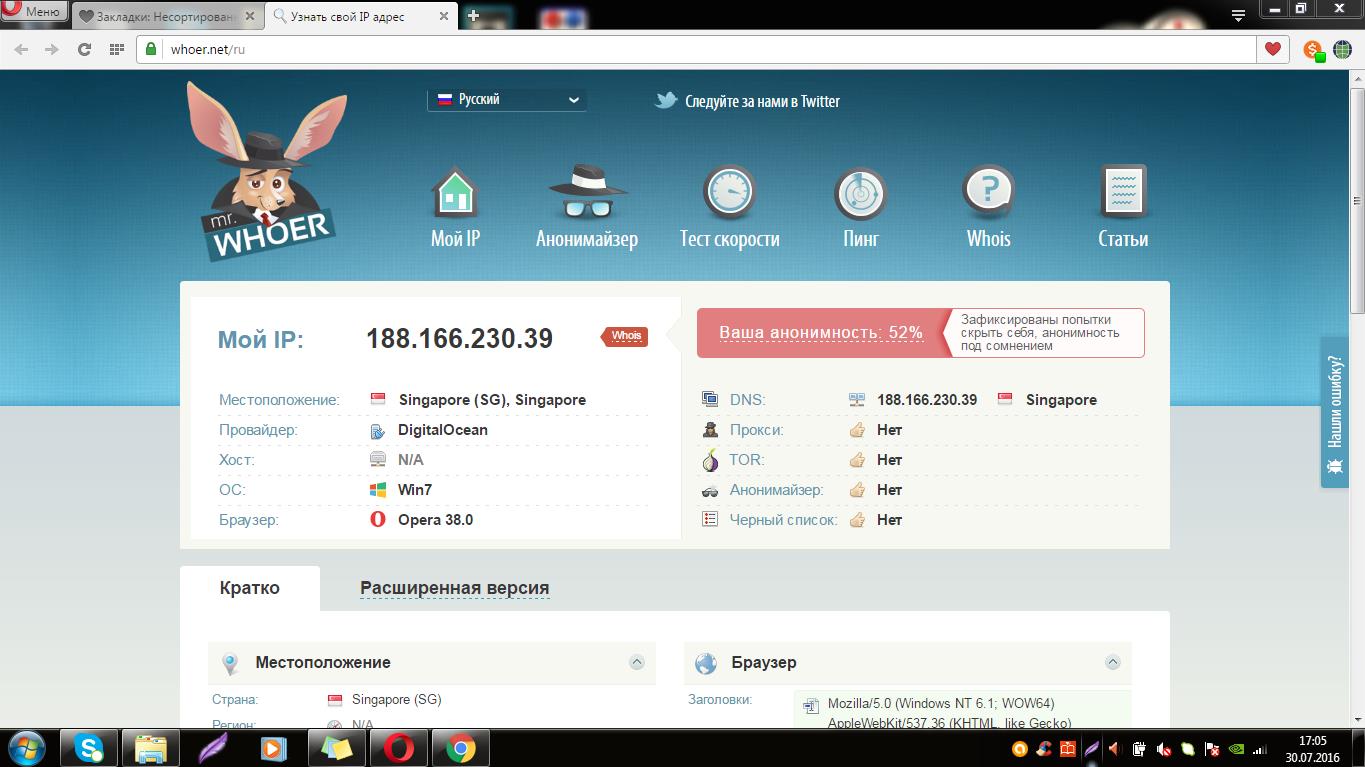 Меню
Закладки: Несортирован
Узнать свой IP адрес
whoer.net/ru
Русский
Следуйте за нами в Twitter
mr.
WHOER
Мой IP
Анонимайзер
Тест скорости
Пинг
Whois
Статьи
Мой IP:
188.166.230.39
Whois
Ваша анонимность: 52%
Зафиксированы попытки
скрыть себя, анонимность
под сомнением
Местоположение: Singapore (SG), Singapore
Провайдер: DigitalOcean
Хост: N/A
ОС: Win7
Браузер: Opera 38.0
DNS: 188.166.230.39 Singapore
Прокси: Нет
TOR: Нет
Анонимайзер: Нет
Черный список: Нет
Нашли ошибку?
Кратко
Расширенная версия
Местоположение
Страна: Singapore (SG)
Регион: N/A
Браузер
Заголовки: Mozilla/5.0 (Windows NT 6.1; WOW64)
AppleWebKit/537.36 (KHTML, like Gecko)
17:05
30.07.2016